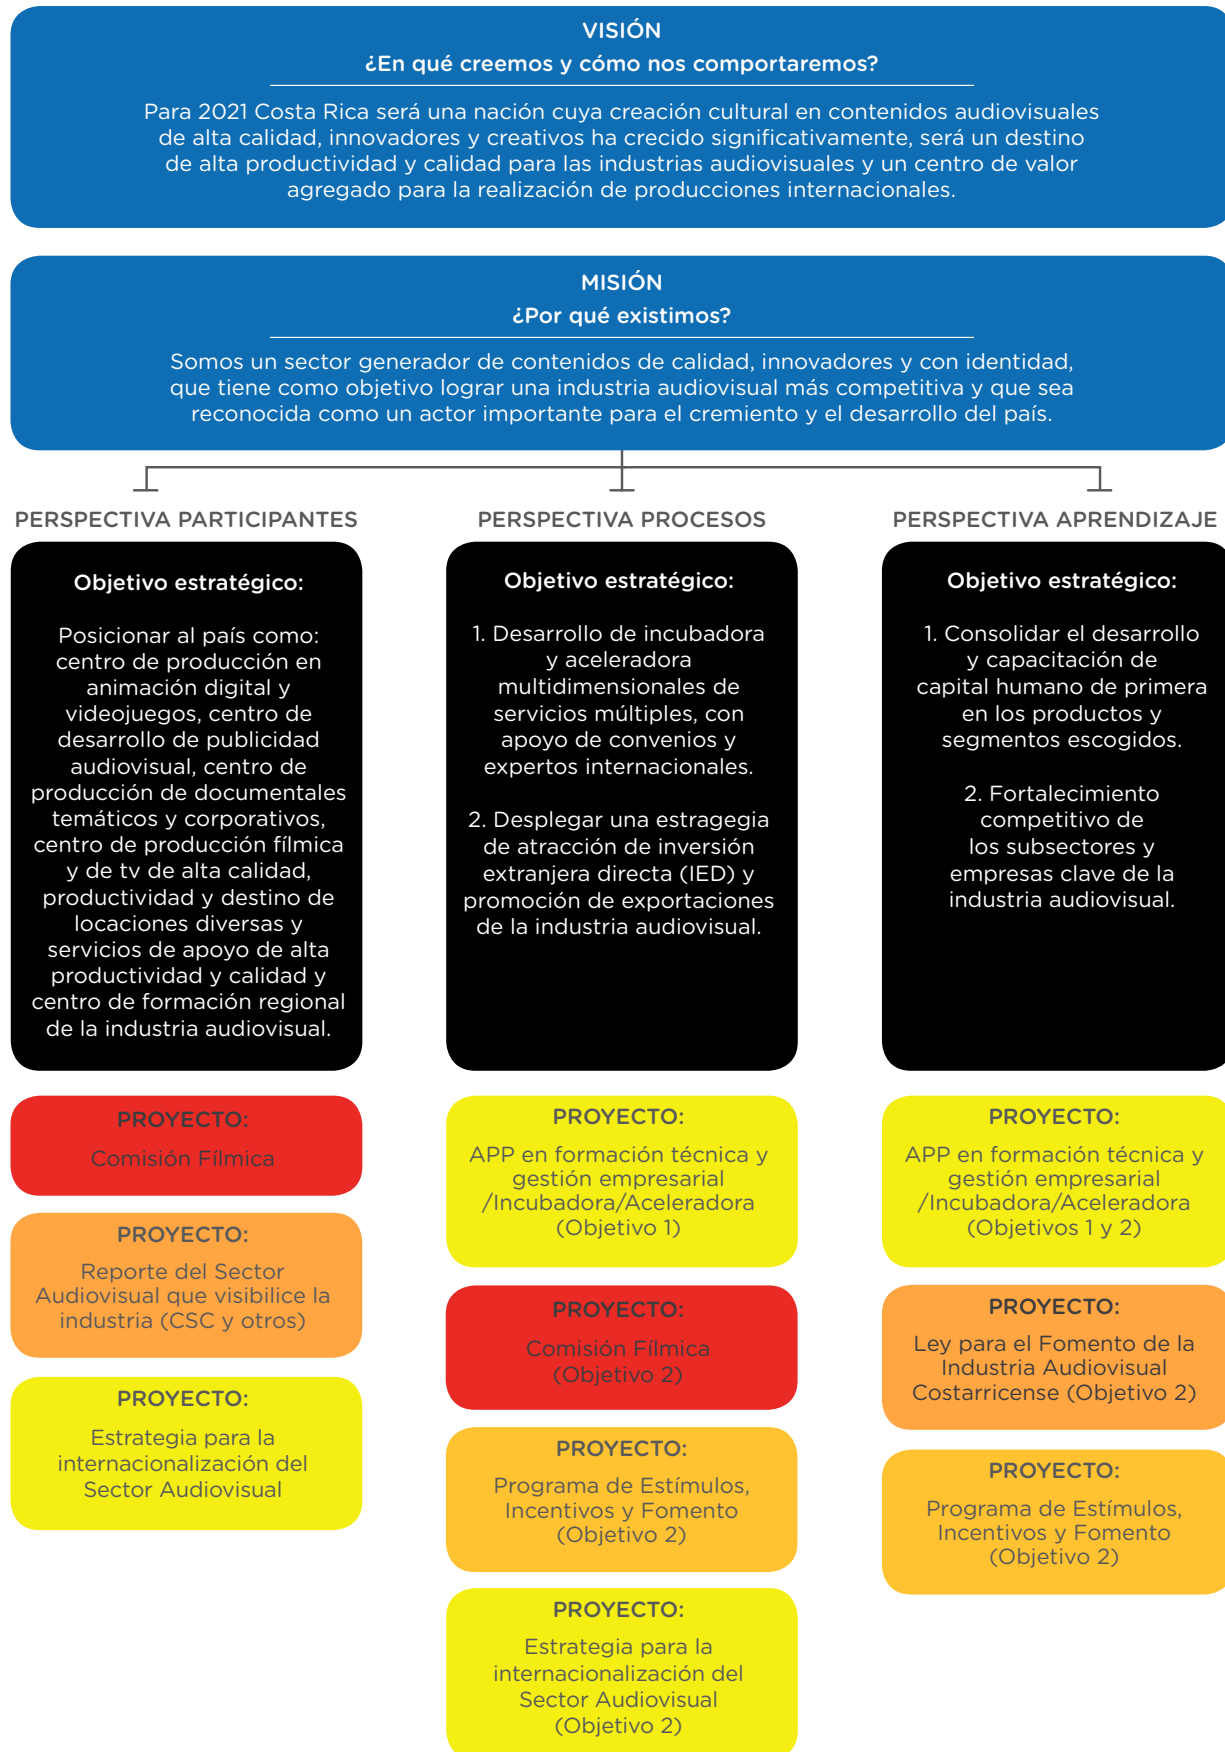 VISIÓN
¿En qué creemos y cómo nos comportaremos?
Para 2021 Costa Rica será una nación cuya creación cultural en contenidos audiovisuales
de alta calidad, innovadores y creativos ha crecido significativamente, será un destino
de alta productividad y calidad para las industrias audiovisuales y un centro de valor
agregado para la realización de producciones internacionales.
MISIÓN
¿Por qué existimos?
Somos un sector generador de contenidos de calidad, innovadores y con identidad,
que tiene como objetivo lograr una industria audiovisual más competitiva y que sea
reconocida como un actor importante para el cremiento y el desarrollo del país.
PERSPECTIVA PARTICIPANTES
Objetivo estratégico:
Posicionar al país como:
centro de producción en
animación digital y
videojuegos, centro de
desarrollo de publicidad
audiovisual, centro de
producción de documentales
temáticos y corporativos,
centro de producción fílmica
y de tv de alta calidad,
productividad y destino de
locaciones diversas y
servicios de apoyo de alta
productividad y calidad y
centro de formación regional
de la industria audiovisual.
PROYECTO:
Comisión Fílmica
PROYECTO:
Reporte del Sector
Audiovisual que visibilice la
industria (CSC y otros)
PROYECTO:
Estrategia para la
internacionalización del
Sector Audiovisual
PERSPECTIVA PROCESOS
Objetivo estratégico:
1. Desarrollo de incubadora
y aceleradora
multidimensionales de
servicios múltiples, con
apoyo de convenios y
expertos internacionales.
2. Desplegar una estragegia
de atracción de inversión
extranjera directa (IED) y
promoción de exportaciones
de la industria audiovisual.
PROYECTO:
APP en formación técnica y
gestión empresarial
/Incubadora/Aceleradora
(Objetivo 1)
PROYECTO:
Comisión Fílmica
(Objetivo 2)
PROYECTO:
Programa de Estímulos,
Incentivos y Fomento
(Objetivo 2)
PROYECTO:
Estrategia para la
internacionalización del
Sector Audiovisual
(Objetivo 2)
PERSPECTIVA APRENDIZAJE
Objetivo estratégico:
1. Consolidar el desarrollo
y capacitación de
capital humano de primera
en los productos y
segmentos escogidos.
2. Fortalecimiento
competitivo de
los subsectores y
empresas clave de la
industria audiovisual.
PROYECTO:
APP en formación técnica y
gestión empresarial
/Incubadora/Aceleradora
(Objetivos 1 y 2)
PROYECTO:
Ley para el Fomento de la
Industria Audiovisual
Costarricense (Objetivo 2)
PROYECTO:
Programa de Estímulos,
Incentivos y Fomento
(Objetivo 2)